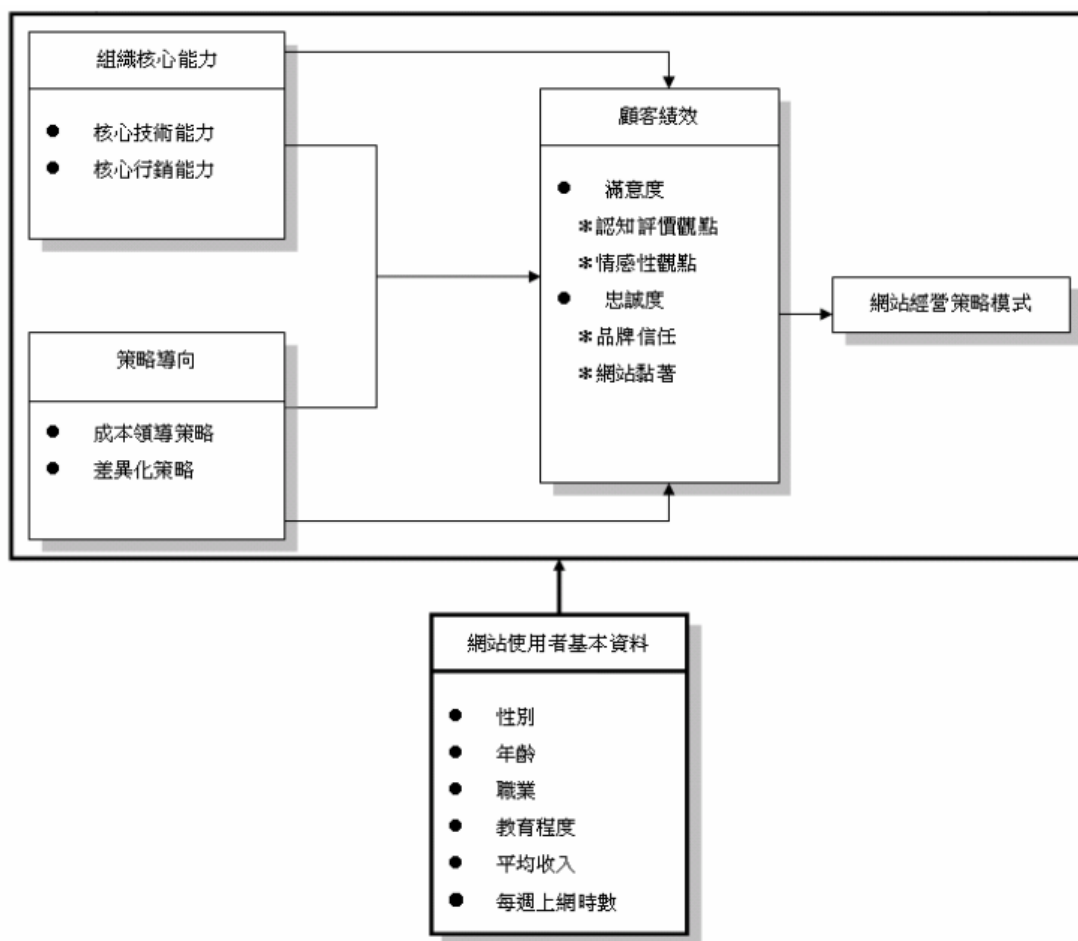 組織核心能力
● 核心技術能力
● 核心行銷能力
策略導向
● 成本領導策略
● 差異化策略
顧客績效
● 滿意度
＊認知評價觀點
＊情感性觀點
● 忠誠度
＊品牌信任
＊網站黏著
網站經營策略模式
網站使用者基本資料
● 性別
● 年齡
● 職業
● 教育程度
● 平均收入
● 每週上網時數